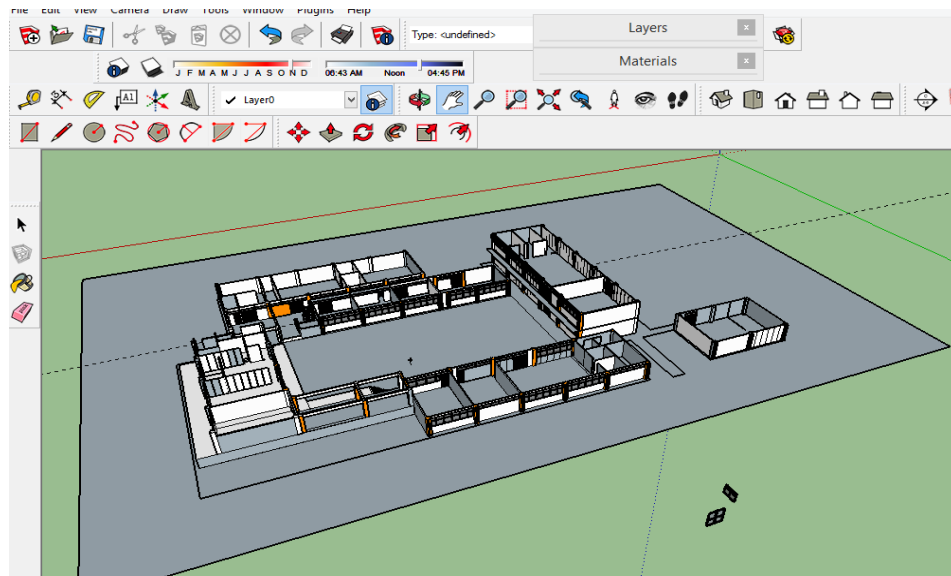 File Edit View Camera Draw Tools Window Plugins Help
Type: <undefined>
Layers
Materials
J F M A M J J A S O N D
06:43 AM Noon 04:45 PM
A1
Layer0